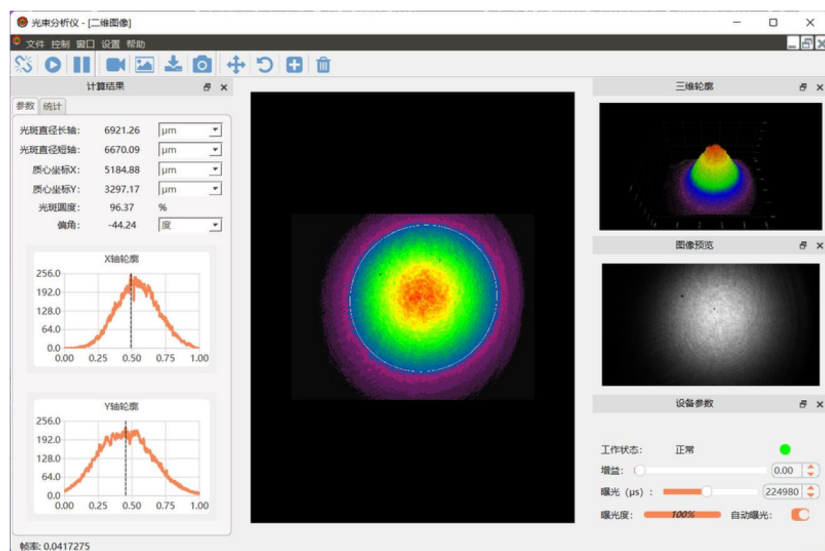 光束分析仪 - [二维图像]
文件 控制 窗口 设置 帮助
计算结果
参数 统计
光斑直径长轴: 6921.26 μm
光斑直径短轴: 6670.09 μm
质心坐标X: 5184.88 μm
质心坐标Y: 3297.17 μm
光斑圆度: 96.37 %
偏角: -44.24 度
X轴轮廓
256.0
192.0
128.0
64.0
0.0
0.00 0.25 0.50 0.75 1.00
Y轴轮廓
256.0
192.0
128.0
64.0
0.0
0.00 0.25 0.50 0.75 1.00
帧率: 0.0417275
三维轮廓
图像预览
设备参数
工作状态: 正常
增益: 0.00
曝光 (μs) : 224980
曝光度: 100% 自动曝光: